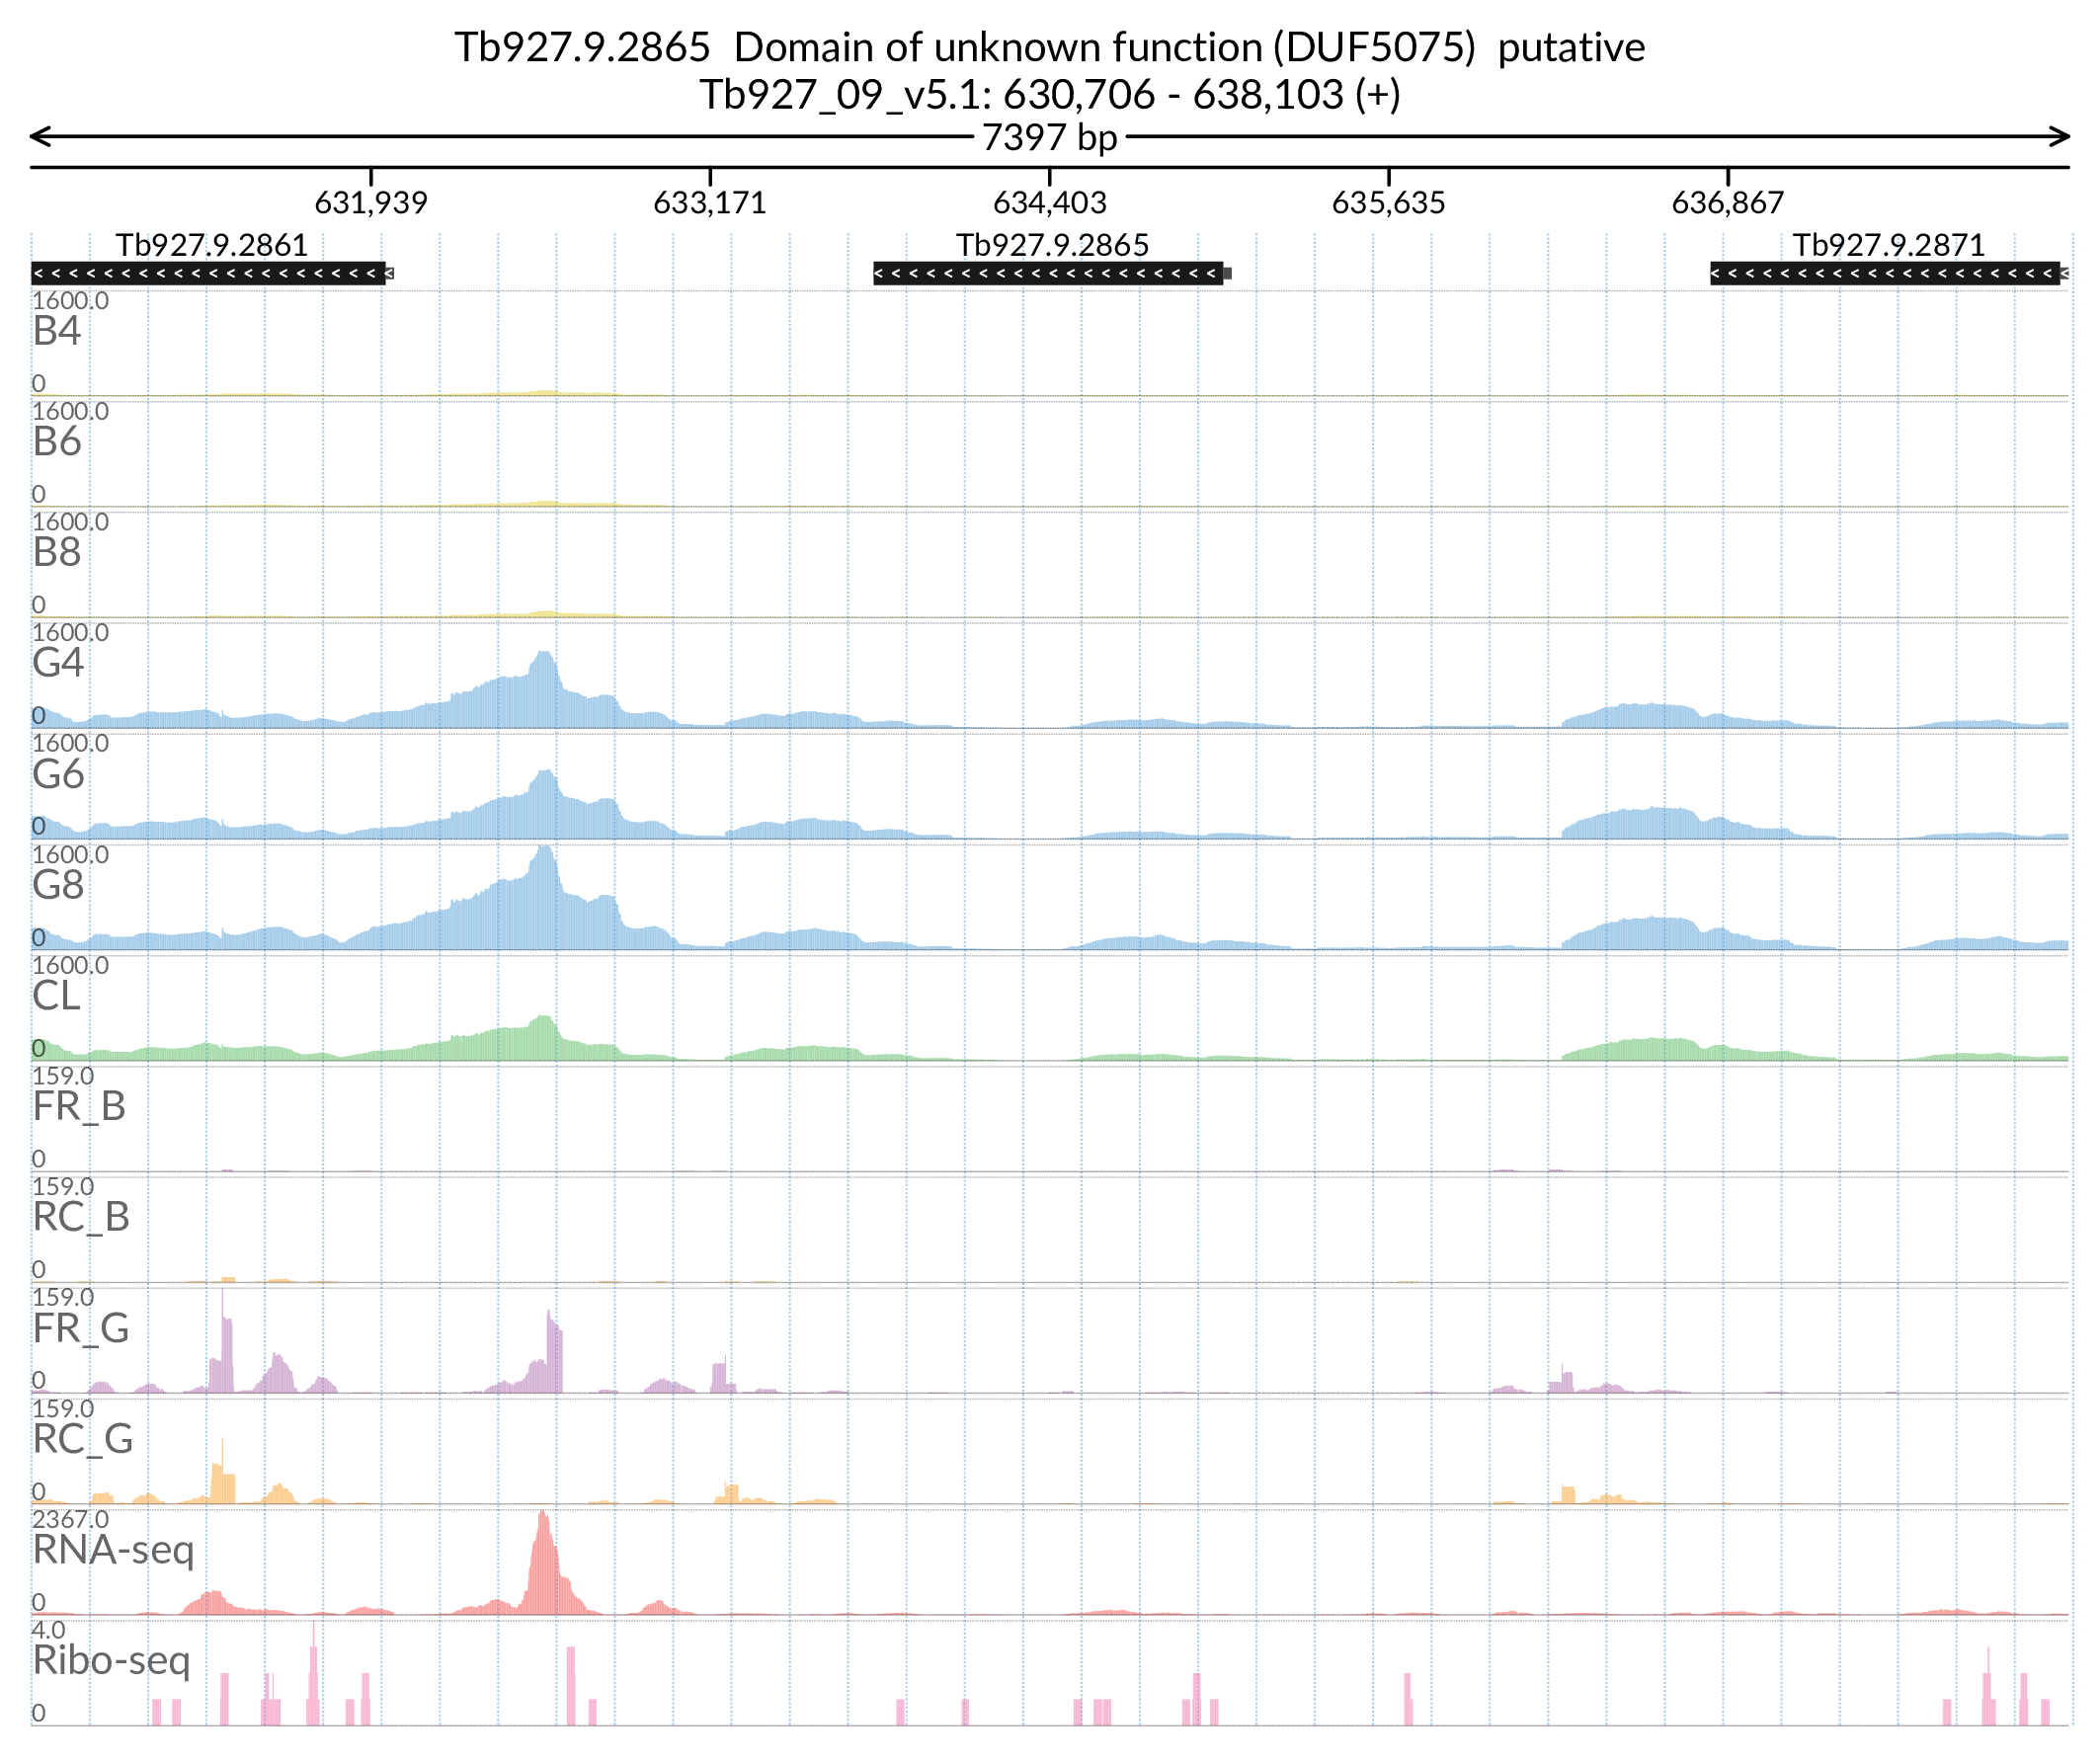 Tb927.9.2865  Domain of unknown function (DUF5075)  putative
Tb927_09_v5.1: 630,706 - 638,103 (+)
7397 bp
631,939 633,171 634,403 635,635 636,867
Tb927.9.2861 Tb927.9.2865 Tb927.9.2871
1600.0
B4
0
1600.0
B6
0
1600.0
B8
0
1600.0
G4
0
1600.0
G6
0
1600.0
G8
0
1600.0
CL
0
159.0
FR_B
0
159.0
RC_B
0
159.0
FR_G
0
159.0
RC_G
0
2367.0
RNA-seq
0
4.0
Ribo-seq
0